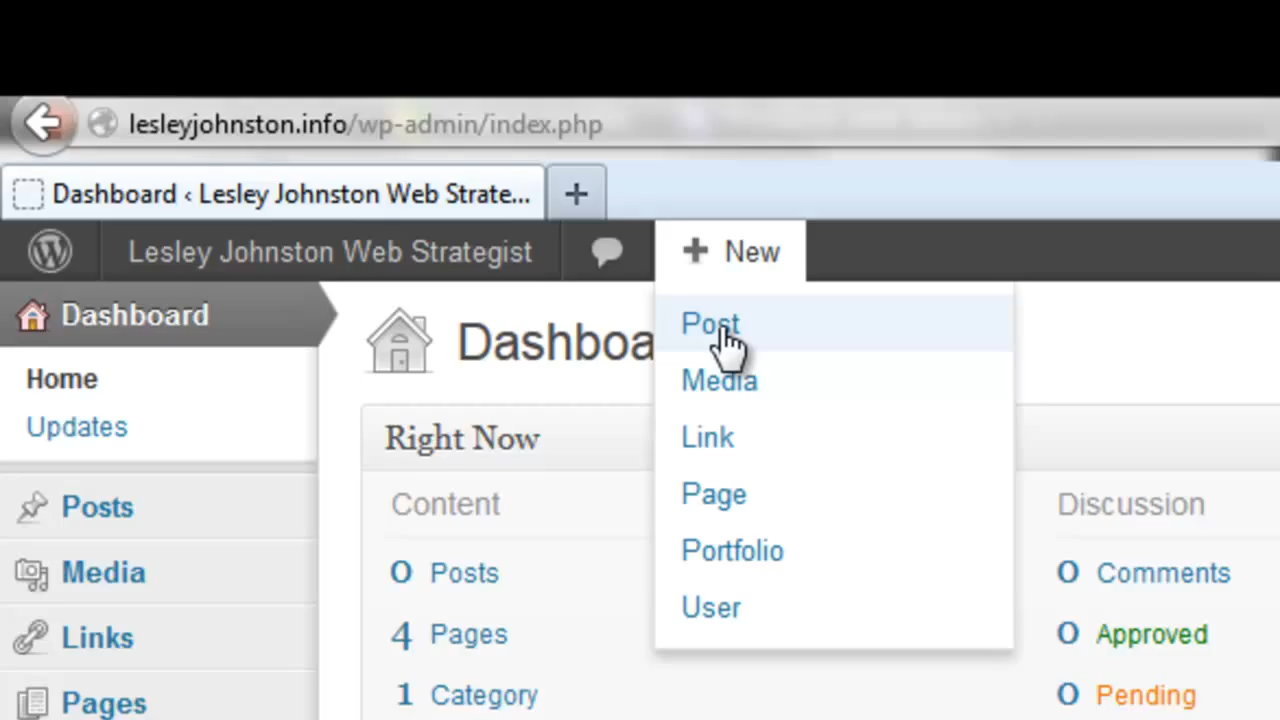 lesleyjohnston.info/wp-admin/index.php
Dashboard ‹ Lesley Johnston Web Strate...
Lesley Johnston Web Strategist
New
Dashboard
Home
Updates
Posts
Media
Links
Pages
Dashboa
Post
Media
Link
Page
Portfolio
User
Right Now
Content
0 Posts
4 Pages
1 Category
Discussion
0 Comments
0 Approved
0 Pending